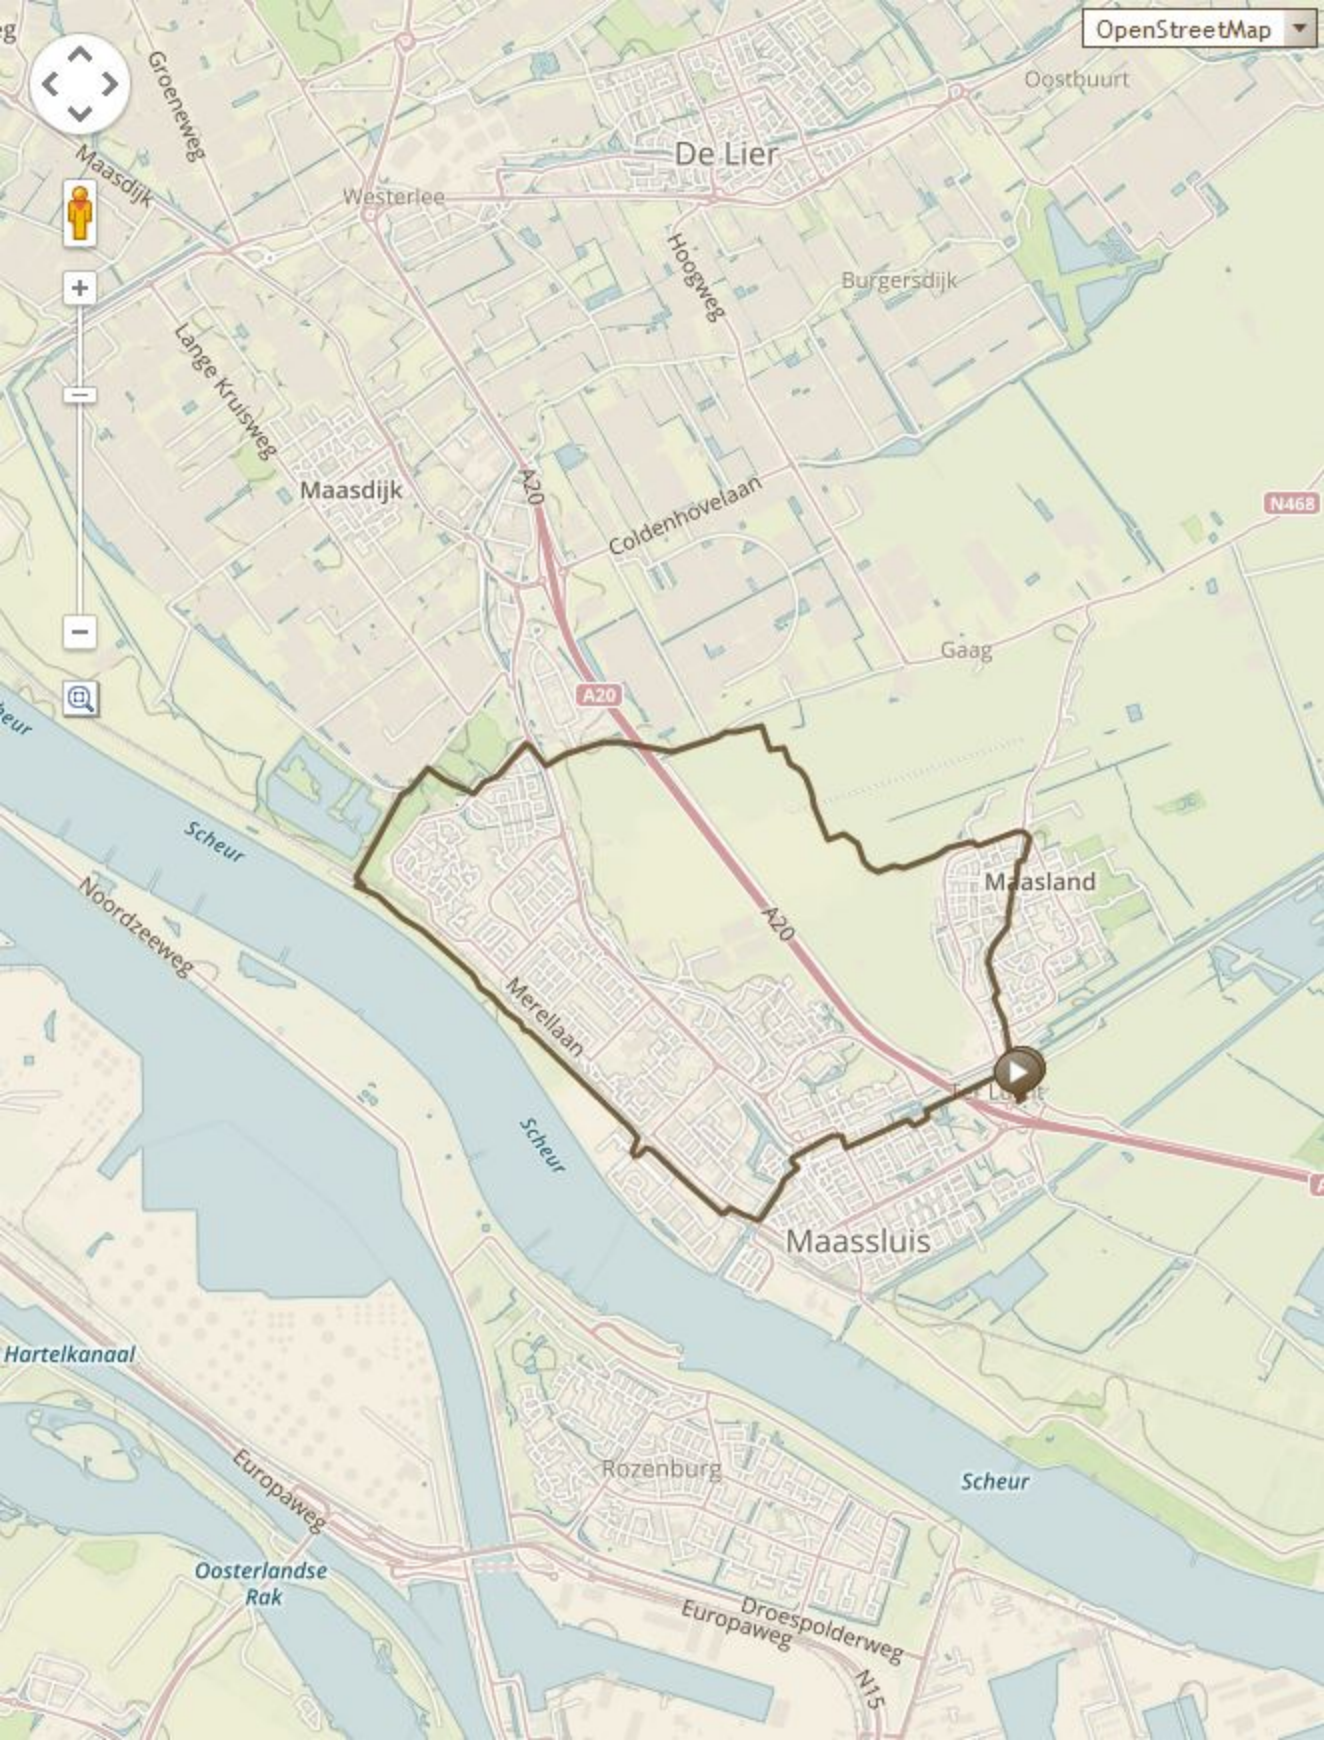 eg
OpenStreetMap
Groeneweg
Oostbuurt
Maasdijk
De Lier
Westerlee
Hoogweg
Burgersdijk
Lange Kruisweg
Maasdijk
A20
Coldenhovelaan
N468
Gaag
A20
Scheur
Noordzeeweg
Maasland
A20
Merellaan
Scheur
Maassluis
Hartelkanaal
Rozenburg
Scheur
Europaweg
Oosterlandse
Rak
Droespolderweg
Europaweg
N15